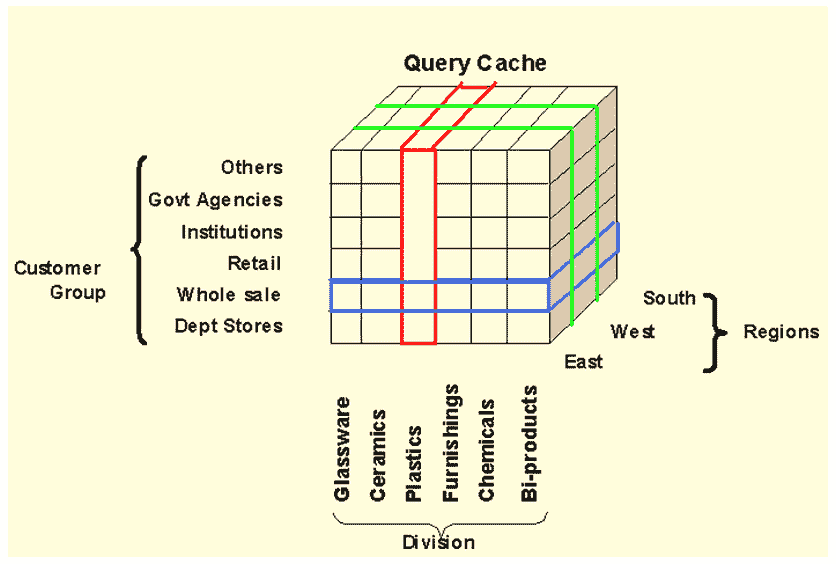 Query Cache
Others
Govt Agencies
Institutions
Retail
Whole sale
Dept Stores
Customer
Group
South
West
East
Regions
Glassware
Ceramics
Plastics
Furnishings
Chemicals
Bi-products
Division